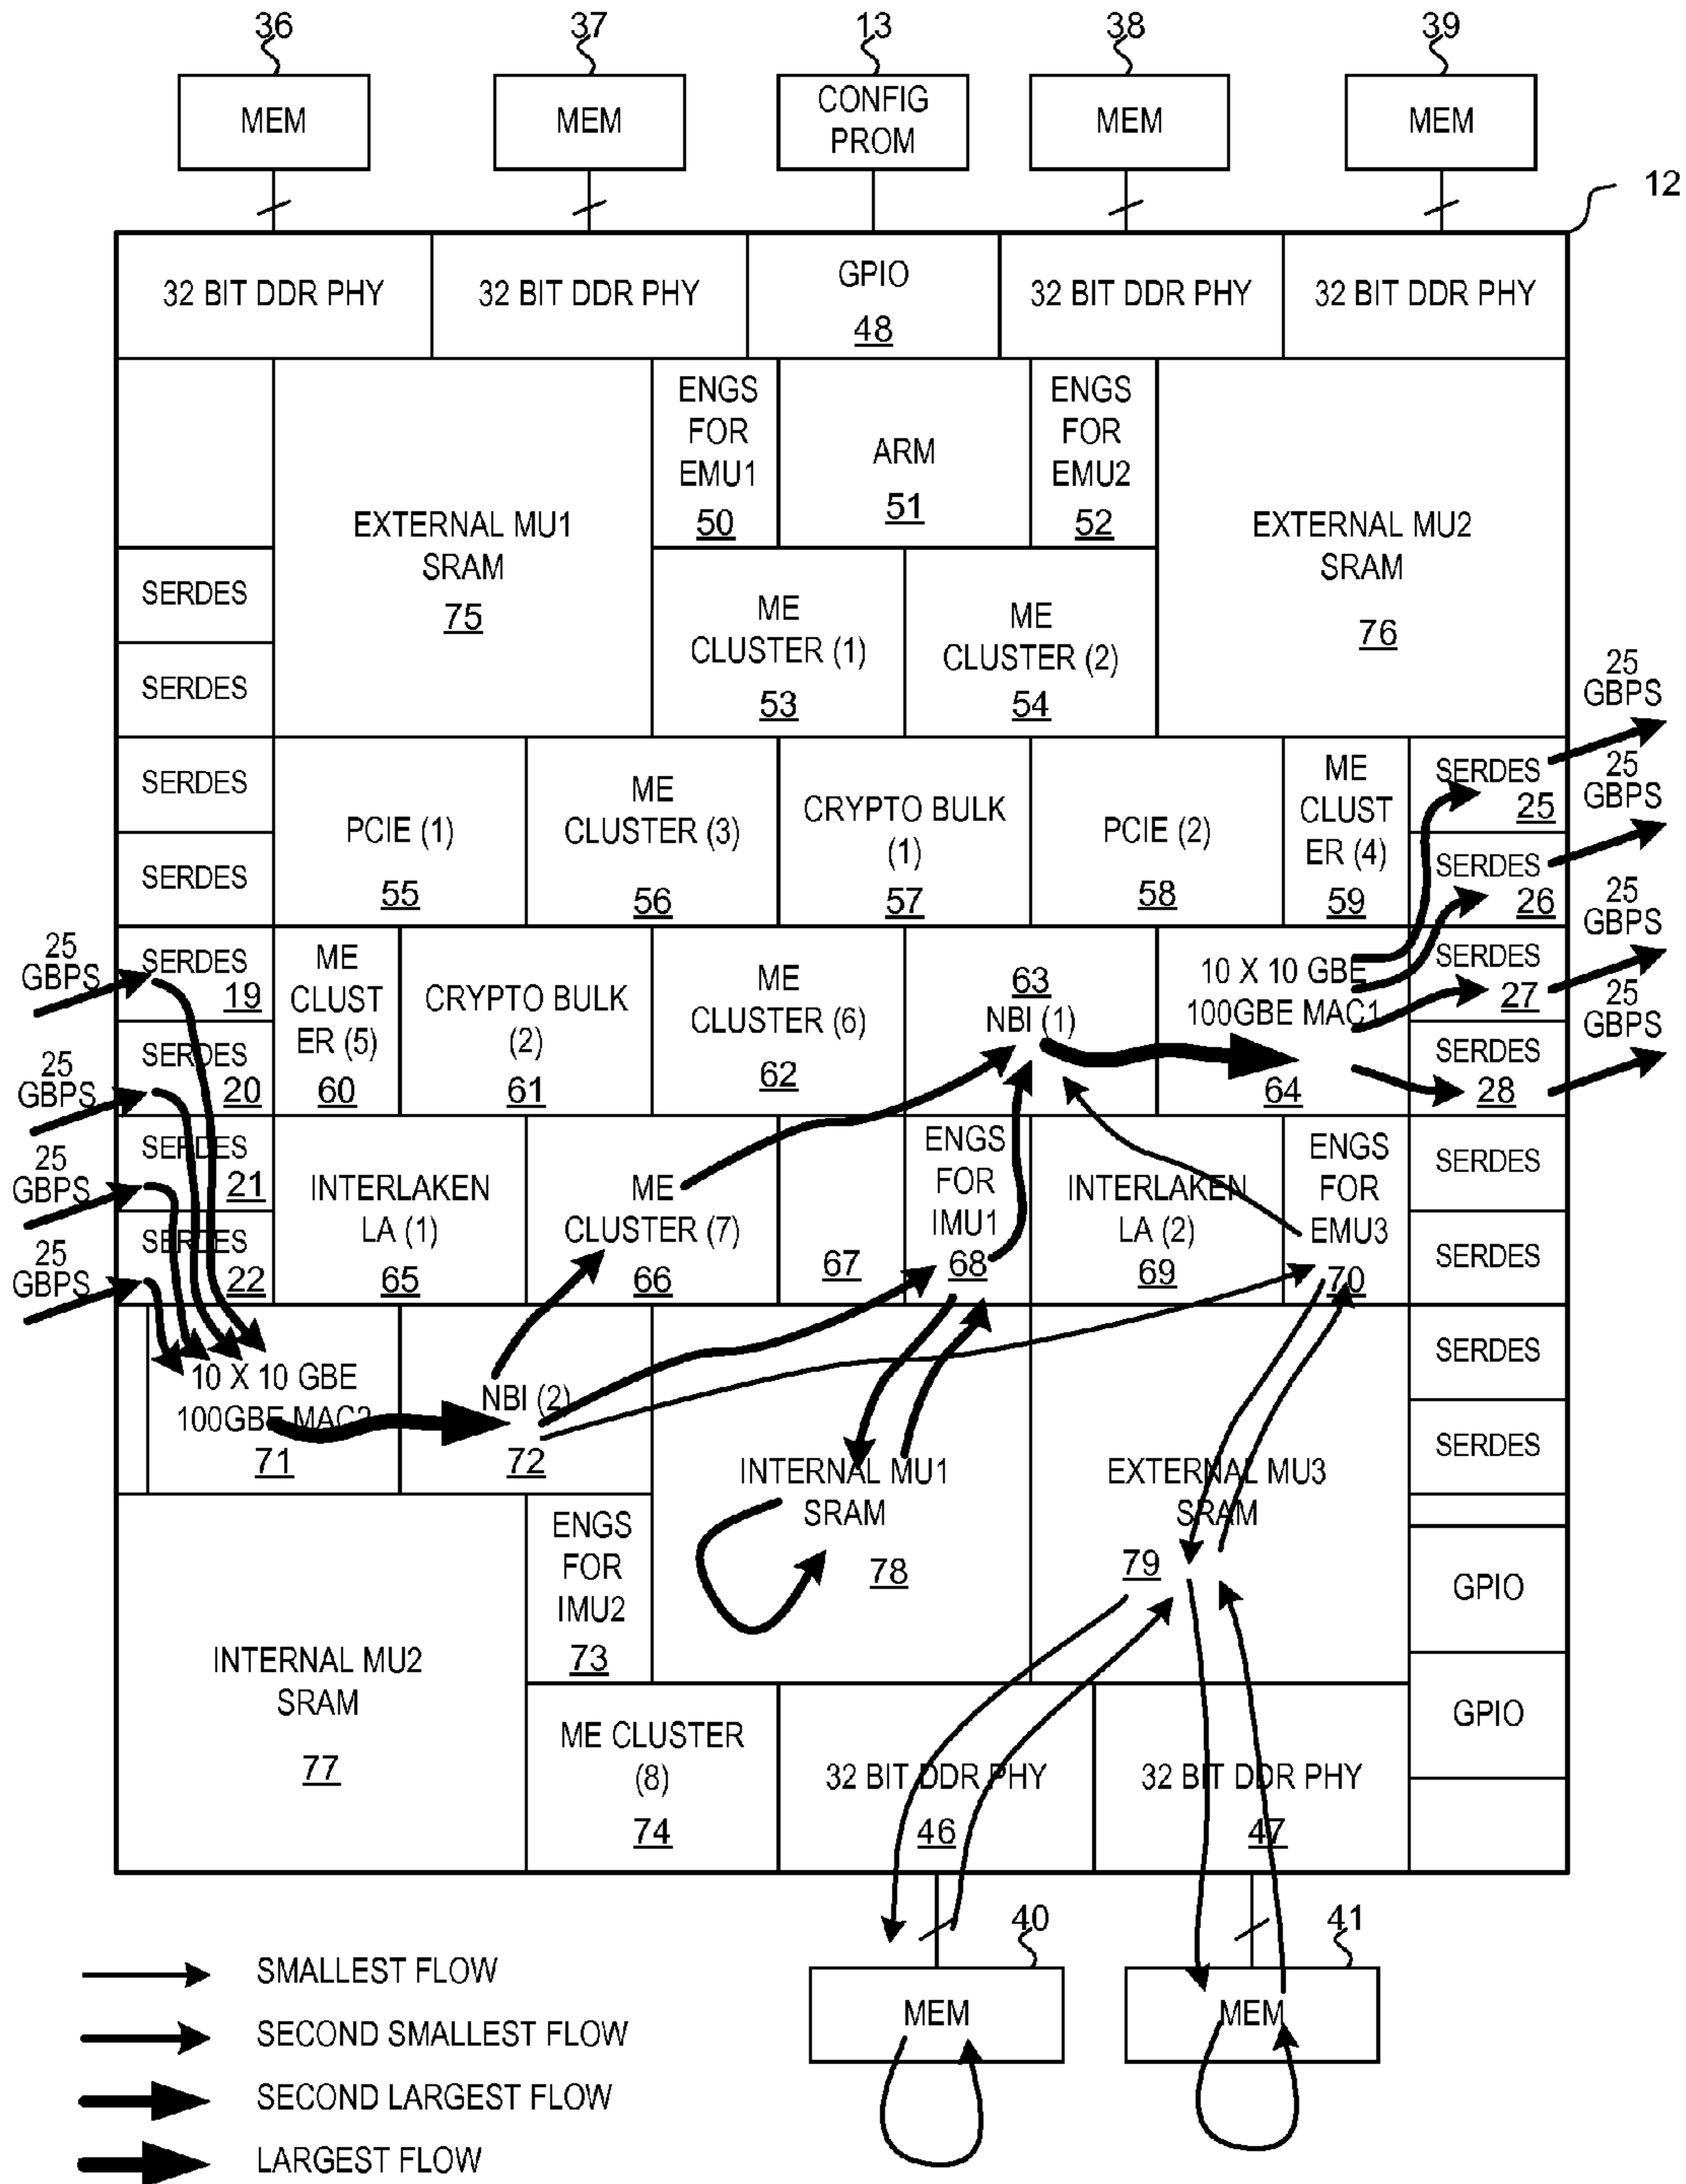 36
37
13
38
39
MEM
MEM
CONFIG
PROM
MEM
MEM
12
32 BIT DDR PHY
32 BIT DDR PHY
GPIO
48
32 BIT DDR PHY
32 BIT DDR PHY
EXTERNAL MU1
SRAM
75
ENGS
FOR
EMU1
50
ARM
51
ENGS
FOR
EMU2
52
EXTERNAL MU2
SRAM
76
SERDES
SERDES
ME
CLUSTER (1)
53
ME
CLUSTER (2)
54
25
GBPS
SERDES
SERDES
PCIE (1)
55
ME
CLUSTER (3)
56
CRYPTO BULK
(1)
57
PCIE (2)
58
ME
CLUST
ER (4)
59
SERDES
25
SERDES
26
25
GBPS
25
GBPS
25
GBPS
25
GBPS
SERDES
19
25
GBPS
SERDES
20
ME
CLUST
ER (5)
60
CRYPTO BULK
(2)
61
ME
CLUSTER (6)
62
63
NBI (1)
10 X 10 GBE
100GBE MAC1
64
SERDES
27
SERDES
28
25
GBPS
SERDES
21
25
GBPS
SERDES
22
INTERLAKEN
LA (1)
65
ME
CLUSTER (7)
66
67
ENGS
FOR
IMU1
68
INTERLAKEN
LA (2)
69
ENGS
FOR
EMU3
70
SERDES
SERDES
10 X 10 GBE
100GBE MAC2
71
NBI (2)
72
INTERNAL MU1
SRAM
78
EXTERNAL MU3
SRAM
79
SERDES
SERDES
INTERNAL MU2
SRAM
77
ENGS
FOR
IMU2
73
GPIO
GPIO
ME CLUSTER
(8)
74
32 BIT DDR PHY
46
32 BIT DDR PHY
47
40
41
MEM
MEM
SMALLEST FLOW
SECOND SMALLEST FLOW
SECOND LARGEST FLOW
LARGEST FLOW